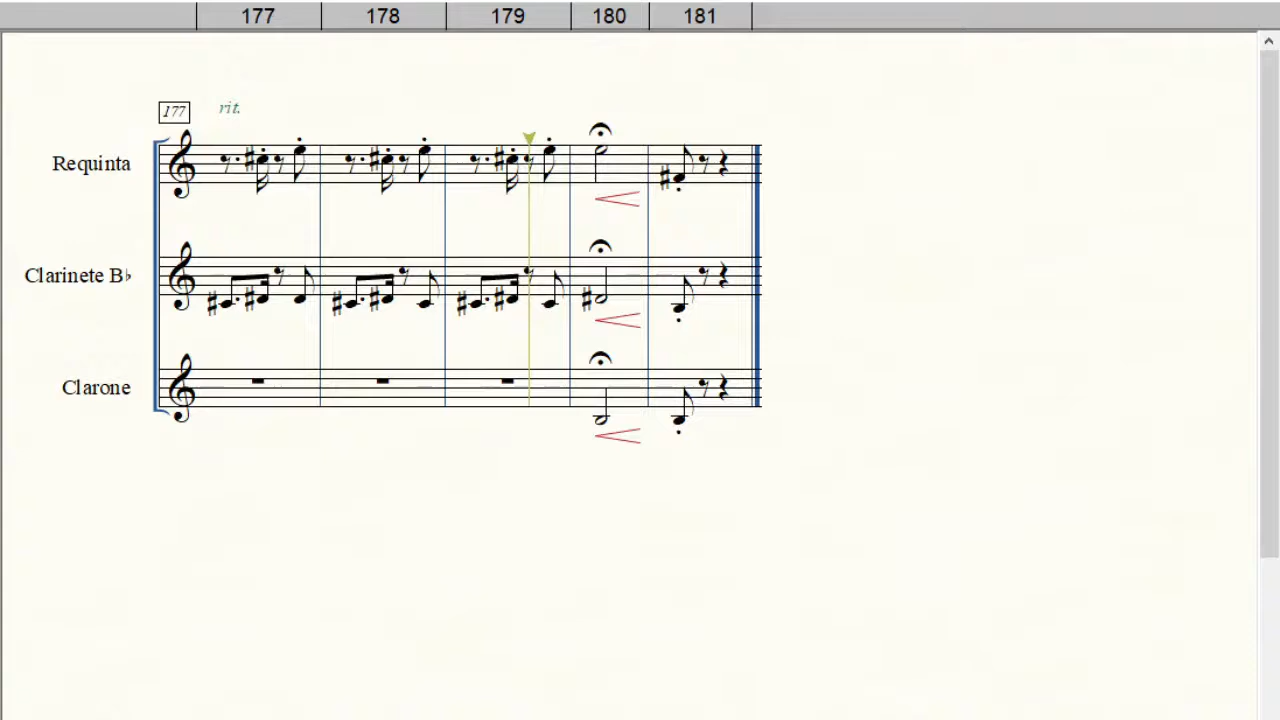 177 178 179 180 181
177 rit.
Requinta
Clarinete B♭
Clarone